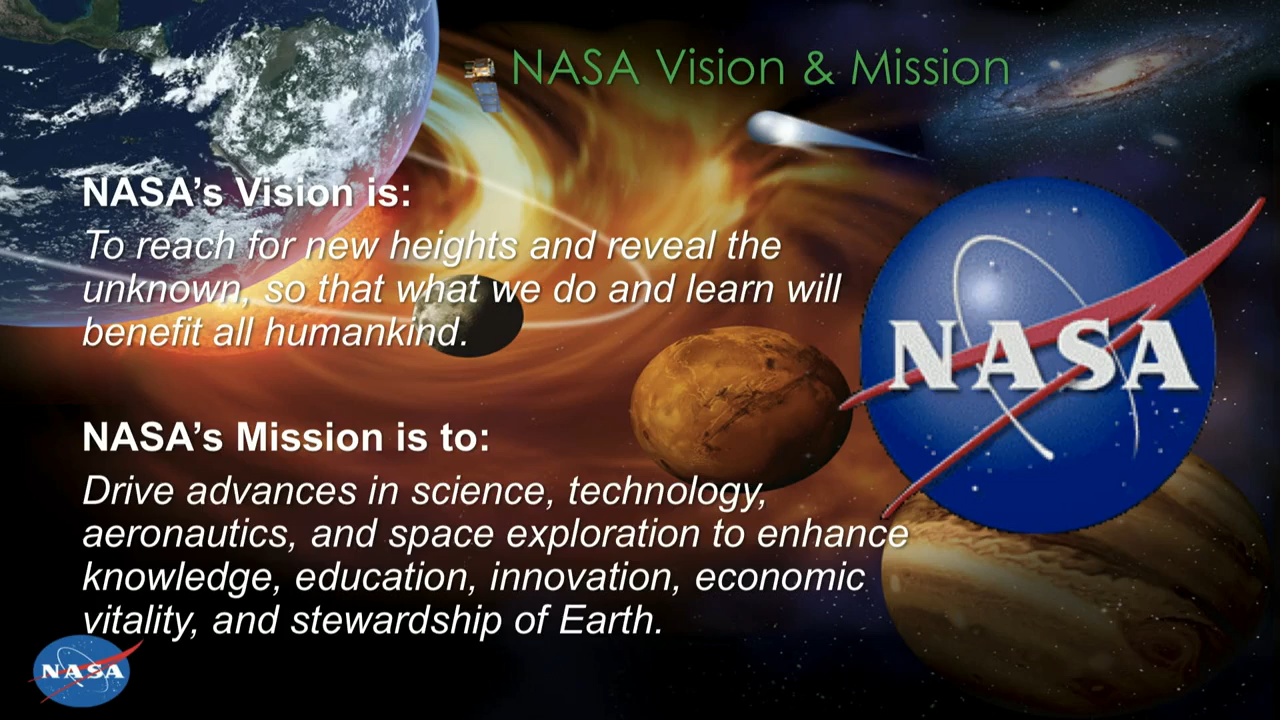 NASA Vision & Mission
NASA’s Vision is:
To reach for new heights and reveal the
unknown, so that what we do and learn will
benefit all humankind.
NASA
NASA’s Mission is to:
Drive advances in science, technology,
aeronautics, and space exploration to enhance
knowledge, education, innovation, economic
vitality, and stewardship of Earth.
NASA